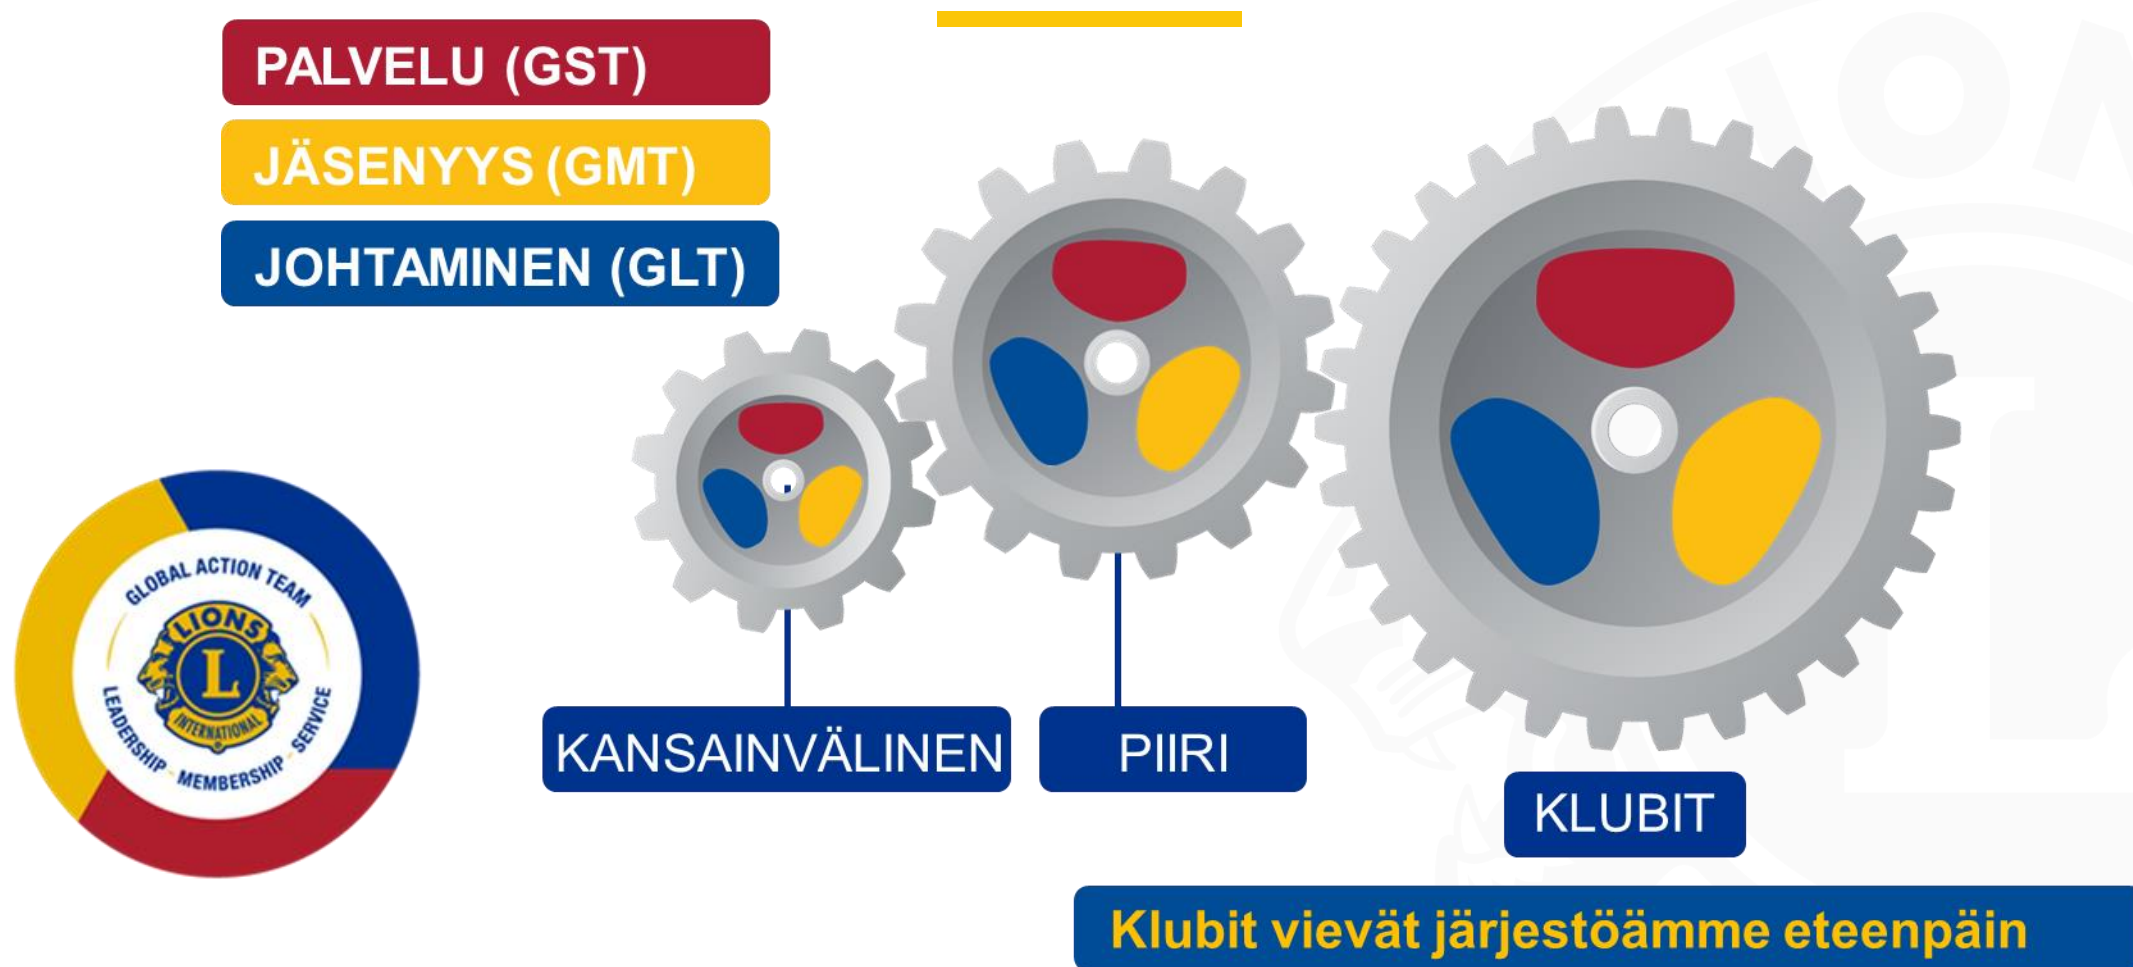 PALVELU (GST)
JÄSENYYS (GMT)
JOHTAMINEN (GLT)
GLOBAL ACTION TEAM
LIONS
L
INTERNATIONAL
LEADERSHIP - MEMBERSHIP - SERVICE
KANSAINVÄLINEN
PIIRI
KLUBIT
Klubit vievät järjestöämme eteenpäin